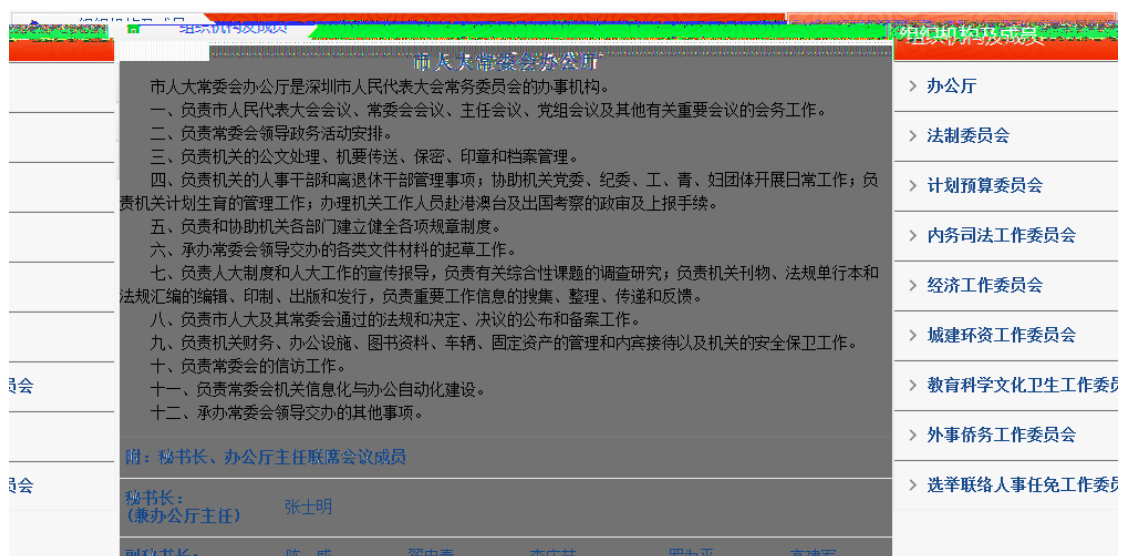 组织机构及成员
组织机构及成员
市人大常委会办公厅
市人大常委会办公厅是深圳市人民代表大会常务委员会的办事机构。
一、负责市人民代表大会会议、常委会会议、主任会议、党组会议及其他有关重要会议的会务工作。
二、负责常委会领导政务活动安排。
三、负责机关的公文处理、机要传送、保密、印章和档案管理。
四、负责机关的人事干部和离退休干部管理事项；协助机关党委、纪委、工、青、妇团体开展日常工作；负
责机关计划生育的管理工作；办理机关工作人员赴港澳台及出国考察的政审及上报手续。
五、负责和协助机关各部门建立健全各项规章制度。
六、承办常委会领导交办的各类文件材料的起草工作。
七、负责人大制度和人大工作的宣传报导，负责有关综合性课题的调查研究；负责机关刊物、法规单行本和
法规汇编的编辑、印制、出版和发行，负责重要工作信息的搜集、整理、传递和反馈。
八、负责市人大及其常委会通过的法规和决定、决议的公布和备案工作。
九、负责机关财务、办公设施、图书资料、车辆、固定资产的管理和内宾接待以及机关的安全保卫工作。
十、负责常委会的信访工作。
十一、负责常委会机关信息化与办公自动化建设。
十二、承办常委会领导交办的其他事项。
附：秘书长、办公厅主任联席会议成员
秘书长：
(兼办公厅主任) 张士明
员会
员会
办公厅
法制委员会
计划预算委员会
内务司法工作委员会
经济工作委员会
城建环资工作委员会
教育科学文化卫生工作委员
外事侨务工作委员会
选举联络人事任免工作委员